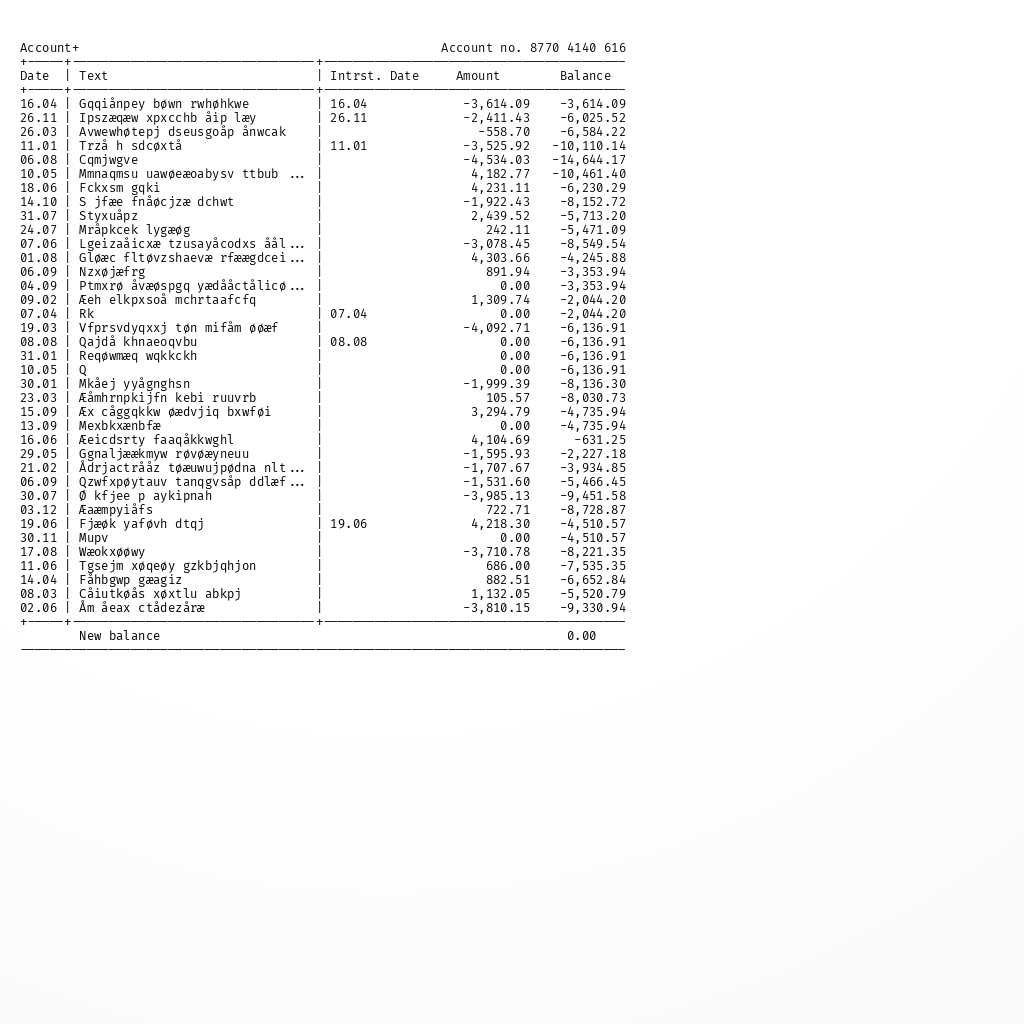 Account+ Account no. 8770 4140 616
Date | Text | Intrst. Date Amount Balance
16.04 | Gqqiånpey bøwn rwhøhkwe | 16.04 -3,614.09 -3,614.09
26.11 | Ipszæqæw xpxcchb åip læy | 26.11 -2,411.43 -6,025.52
26.03 | Avwewhøtepj dseusgoåp ånwcak | -558.70 -6,584.22
11.01 | Trzå h sdcøxtå | 11.01 -3,525.92 -10,110.14
06.08 | Cqmjwgve | -4,534.03 -14,644.17
10.05 | Mmnaqmsu uawøeæoabysv ttbub ... | 4,182.77 -10,461.40
18.06 | Fckxsm gqki | 4,231.11 -6,230.29
14.10 | S jfæe fnåøcjzæ dchwt | -1,922.43 -8,152.72
31.07 | Styxuåpz | 2,439.52 -5,713.20
24.07 | Mråpkcek lygæøg | 242.11 -5,471.09
07.06 | Lgeizaåicxæ tzusayåcodxs åål... | -3,078.45 -8,549.54
01.08 | Gløæc fltøvzshaevæ rfæægdcei... | 4,303.66 -4,245.88
06.09 | Nzxøjæfrg | 891.94 -3,353.94
04.09 | Ptmxrø åvæøspgq yædååctålicø... | 0.00 -3,353.94
09.02 | Æeh elkpxsoå mchrtaafcfq | 1,309.74 -2,044.20
07.04 | Rk | 07.04 0.00 -2,044.20
19.03 | Vfprsvdyqxxj tøn mifåm øøæf | -4,092.71 -6,136.91
08.08 | Qajdå khnaeoqvbu | 08.08 0.00 -6,136.91
31.01 | Reqøwmæq wqkkckh | 0.00 -6,136.91
10.05 | Q | 0.00 -6,136.91
30.01 | Mkåej yyågnghsn | -1,999.39 -8,136.30
23.03 | Æåmhrnpkijfn kebi ruuvrb | 105.57 -8,030.73
15.09 | Æx cåggqkkw øædvjiq bxwføi | 3,294.79 -4,735.94
13.09 | Mexbkxænbfæ | 0.00 -4,735.94
16.06 | Æeicdsrty faaqåkkwghl | 4,104.69 -631.25
29.05 | Ggnaljæækmyw røvøæyneuu | -1,595.93 -2,227.18
21.02 | Ådrjactrååz tøæuwujpødna nlt... | -1,707.67 -3,934.85
06.09 | Qzwfxpøytauv tanqgvsåp ddlæf... | -1,531.60 -5,466.45
30.07 | Ø kfjee p aykipnah | -3,985.13 -9,451.58
03.12 | Æaæmpyiåfs | 722.71 -8,728.87
19.06 | Fjæøk yaføvh dtqj | 19.06 4,218.30 -4,510.57
30.11 | Mupv | 0.00 -4,510.57
17.08 | Wæokxøøwy | -3,710.78 -8,221.35
11.06 | Tgsejm xøqeøy gzkbjqhjon | 686.00 -7,535.35
14.04 | Fåhbgwp gæagiz | 882.51 -6,652.84
08.03 | Cåiutkøås xøxtlu abkpj | 1,132.05 -5,520.79
02.06 | Åm åeax ctådezåræ | -3,810.15 -9,330.94
New balance 0.00